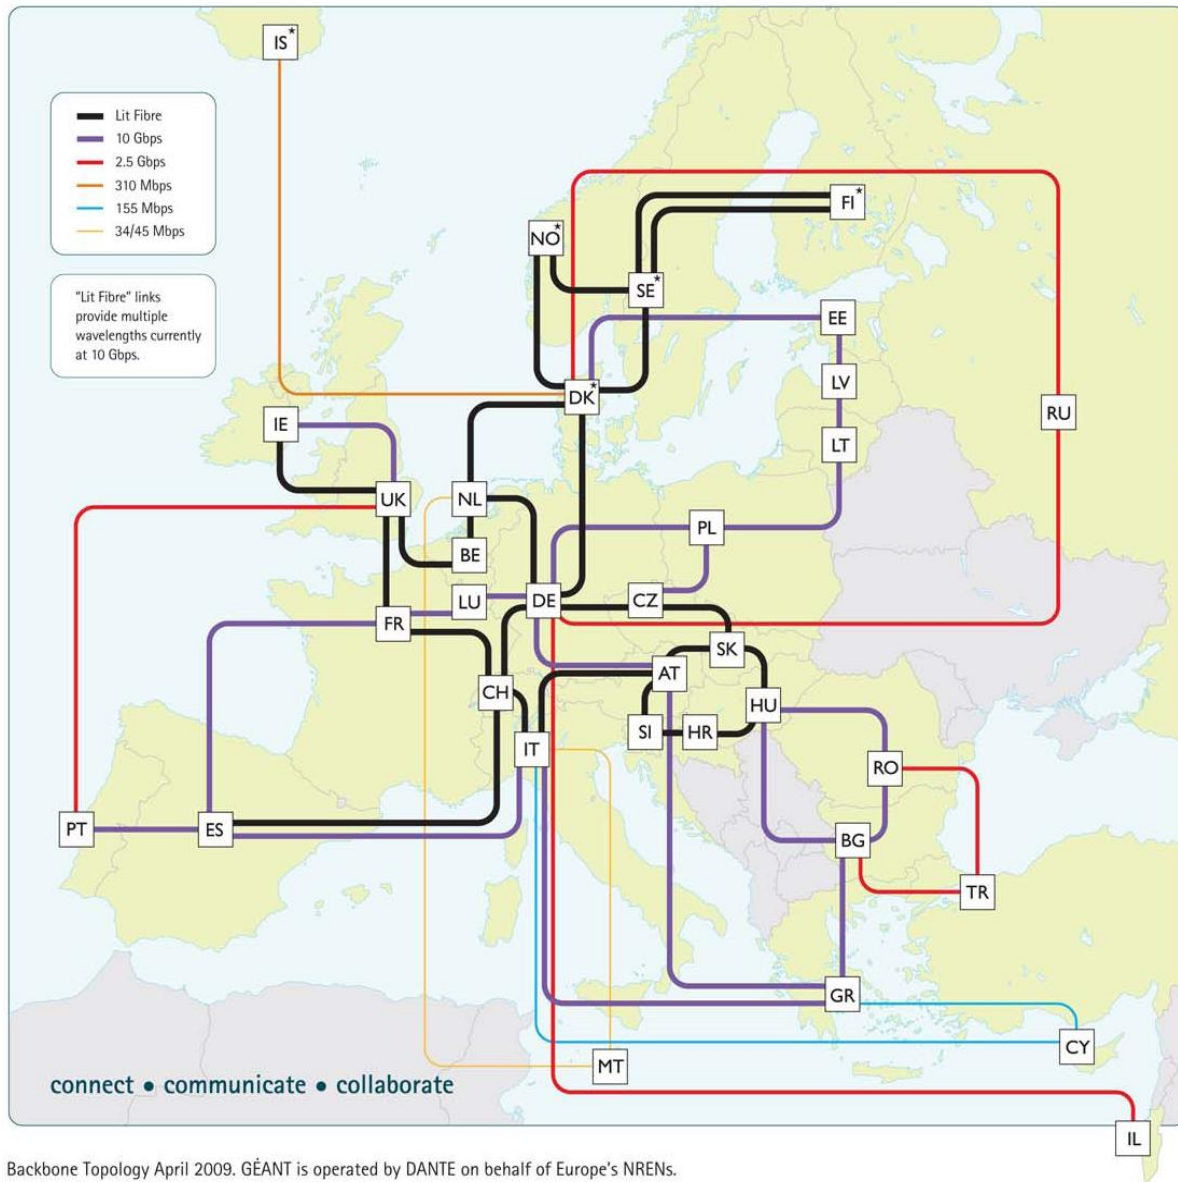 IS*
Lit Fibre
10 Gbps
2.5 Gbps
310 Mbps
155 Mbps
34/45 Mbps
"Lit Fibre" links
provide multiple
wavelengths currently
at 10 Gbps.
FI*
NO*
SE*
EE
LV
DK*
RU
IE
LT
UK
NL
PL
BE
LU
DE
CZ
FR
SK
AT
CH
HU
SI
HR
IT
RO
PT
ES
BG
TR
GR
CY
MT
connect • communicate • collaborate
IL
Backbone Topology April 2009. GÉANT is operated by DANTE on behalf of Europe's NRENs.